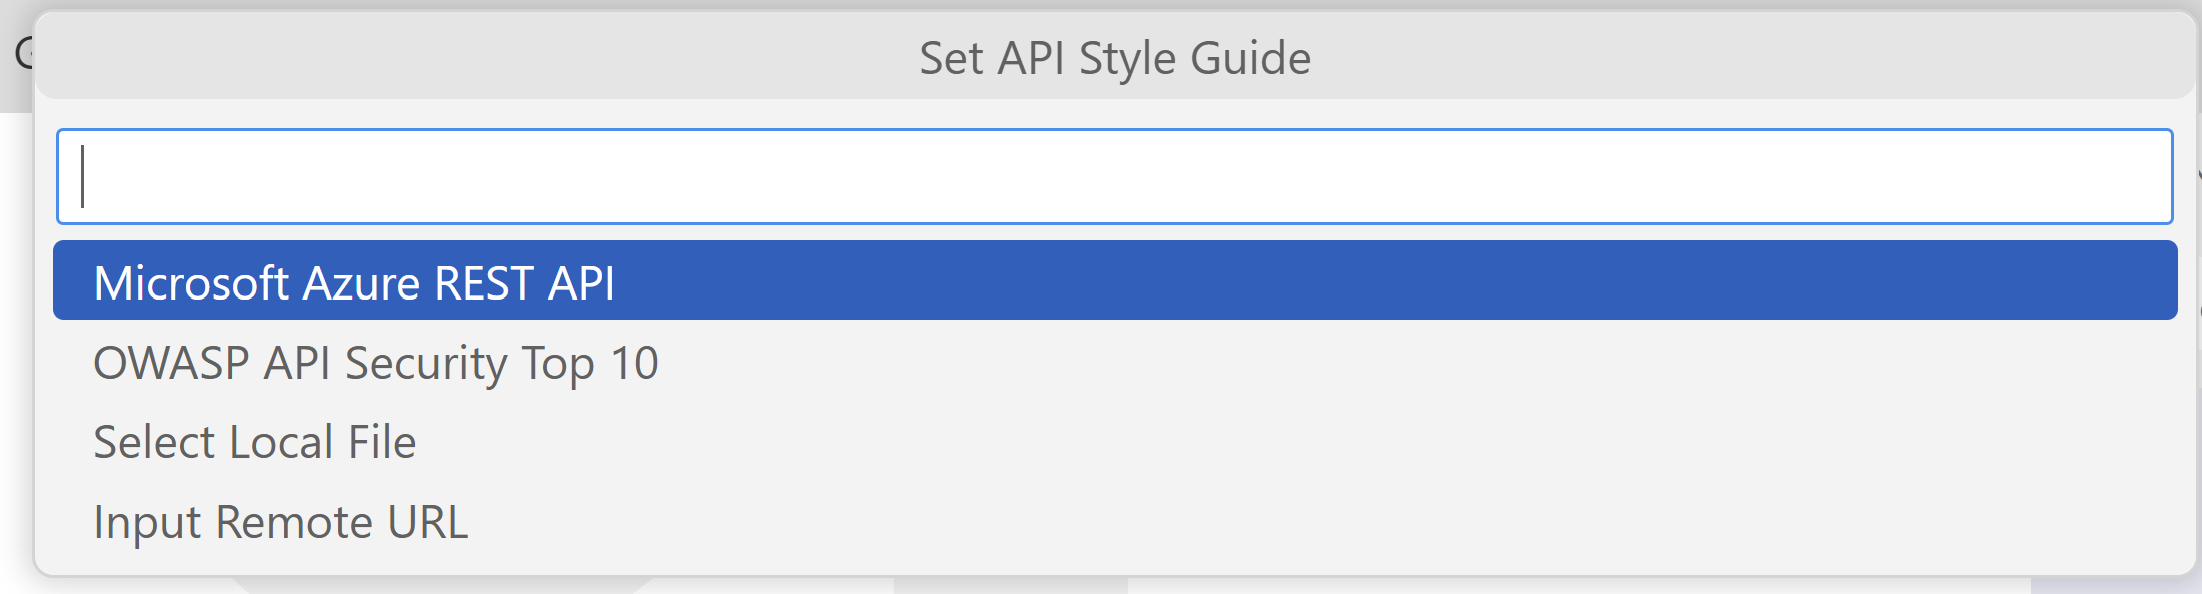 Set API Style Guide
Microsoft Azure REST API
OWASP API Security Top 10
Select Local File
Input Remote URL